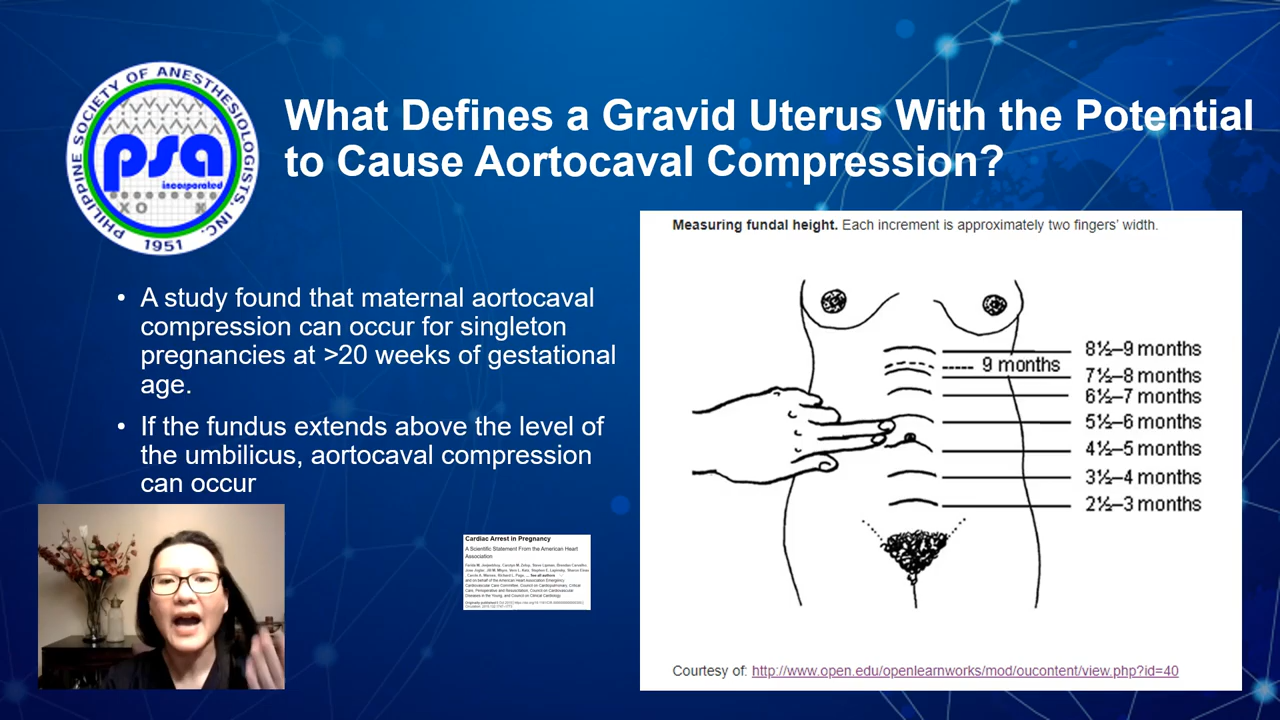 PHILIPPINE SOCIETY OF ANESTHESIOLOGISTS, INC.
psa
incorporated
XO X
1951
What Defines a Gravid Uterus With the Potential
to Cause Aortocaval Compression?
• A study found that maternal aortocaval
compression can occur for singleton
pregnancies at >20 weeks of gestational
age.
• If the fundus extends above the level of
the umbilicus, aortocaval compression
can occur
Measuring fundal height. Each increment is approximately two fingers' width.
8½–9 months
9 months
7½–8 months
6½–7 months
5½–6 months
4½–5 months
3½–4 months
2½–3 months
Courtesy of: http://www.open.edu/openlearnworks/mod/oucontent/view.php?id=40
Cardiac Arrest in Pregnancy
A Scientific Statement From the American Heart
Association